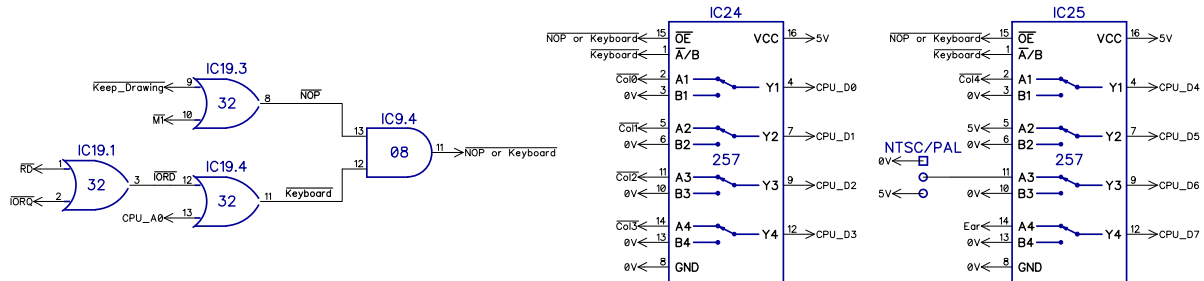 IC19.3
Keep_Drawing
9
32
8
NOP
10
M1
IC19.1
RD
1
32
3
IORD
IORQ
2
IC19.4
12
32
11
Keyboard
CPU_A0
13
IC9.4
13
08
12
11
NOP or Keyboard
IC24
NOP or Keyboard 15 OE VCC 16 5V
Keyboard 1 A/B
Col0 2 A1 Y1 4 CPU_D0
0V 3 B1
Col1 5 A2 Y2 7 CPU_D1
0V 6 B2
257
Col2 11 A3 Y3 9 CPU_D2
0V 10 B3
Col3 14 A4 Y4 12 CPU_D3
0V 13 B4
0V 8 GND
IC25
NOP or Keyboard 15 OE VCC 16 5V
Keyboard 1 A/B
Col4 2 A1 Y1 4 CPU_D4
0V 3 B1
5V 5 A2 Y2 7 CPU_D5
0V 6 B2
NTSC/PAL
0V
5V
257
11 A3 Y3 9 CPU_D6
0V 10 B3
Ear 14 A4 Y4 12 CPU_D7
0V 13 B4
0V 8 GND